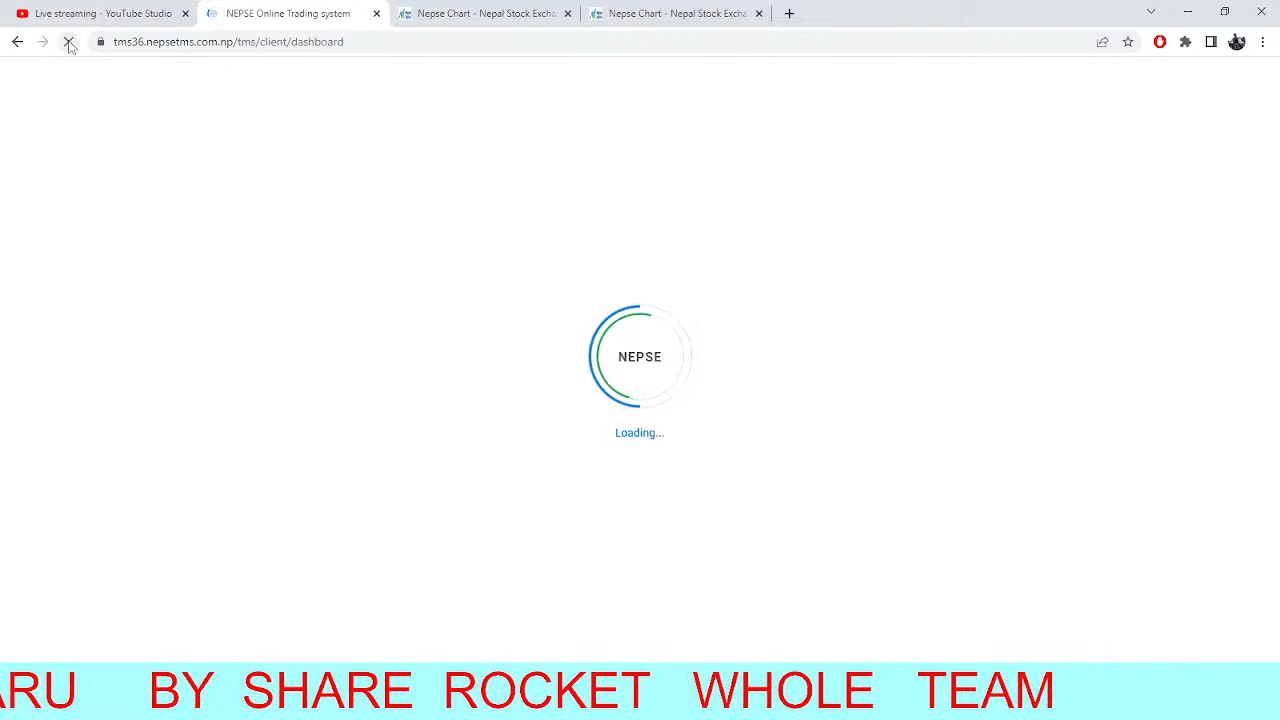 Live streaming - YouTube Studio
NEPSE Online Trading system
Nepse Chart - Nepal Stock Excha
Nepse Chart - Nepal Stock Excha
tms36.nepsetms.com.np/tms/client/dashboard
NEPSE
Loading...
ARU BY SHARE ROCKET WHOLE TEAM